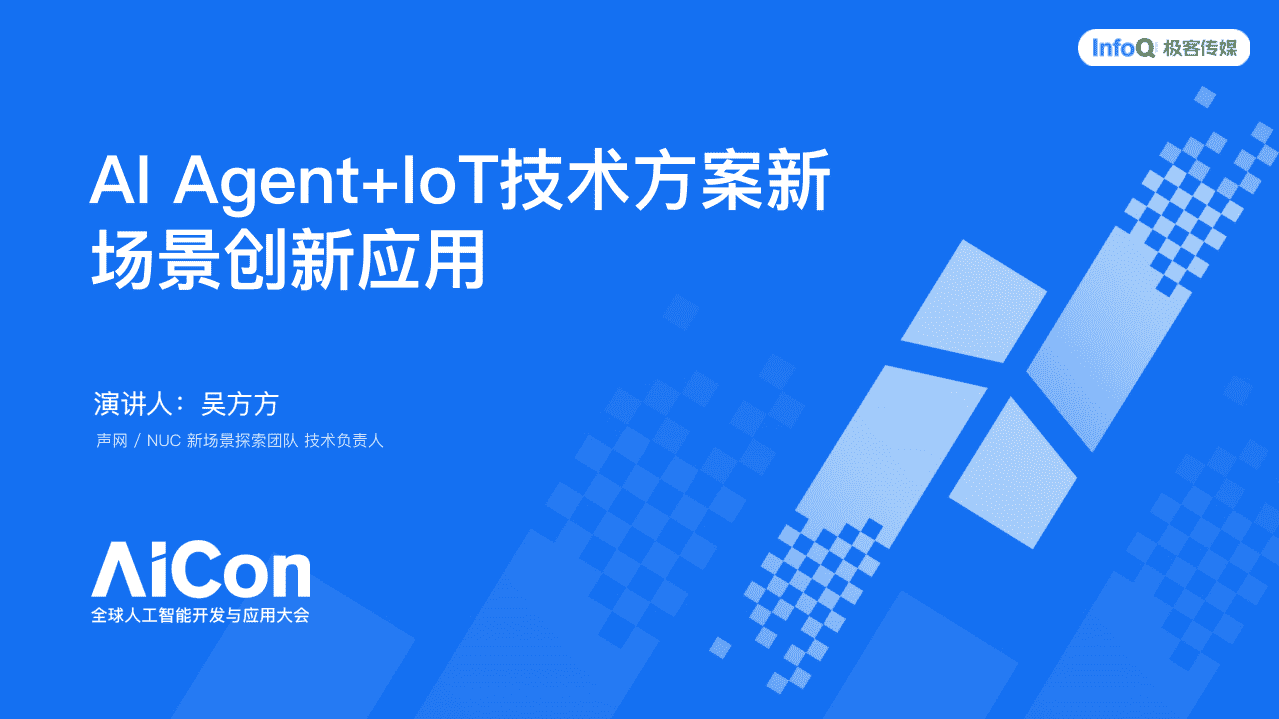 InfoQ 极客传媒
AI Agent+IoT技术方案新
场景创新应用
演讲人：吴方方
声网 / NUC 新场景探索团队 技术负责人
AiCon
全球人工智能开发与应用大会